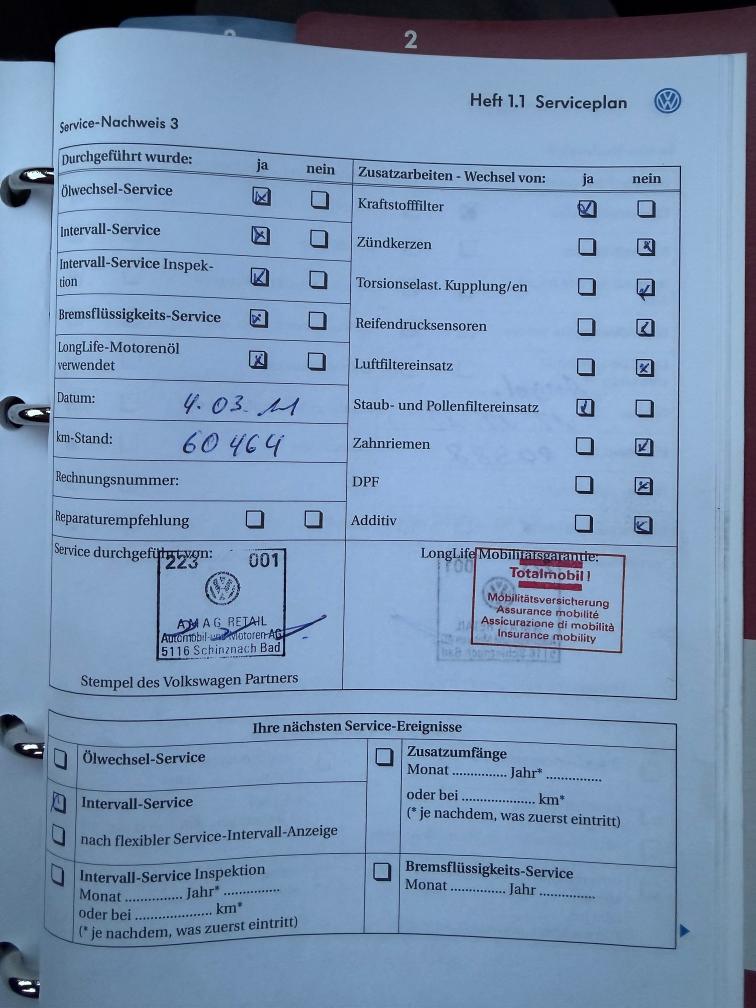 2
Heft 1.1 Serviceplan
Service-Nachweis 3
Durchgeführt wurde: ja nein
Ölwechsel-Service
Intervall-Service
Intervall-Service Inspek-
tion
Bremsflüssigkeits-Service
LongLife-Motorenöl
verwendet
Datum: 4. 03. 11
km-Stand: 60464
Rechnungsnummer:
Reparaturempfehlung
Zusatzarbeiten - Wechsel von: ja nein
Kraftstofffilter
Zündkerzen
Torsionselast. Kupplung/en
Reifendrucksensoren
Luftfiltereinsatz
Staub- und Pollenfiltereinsatz
Zahnriemen
DPF
Additiv
Service durchgeführt von:
223 001
AMAG RETAIL
Automobil- und Motoren-AG
5116 Schinznach Bad
Stempel des Volkswagen Partners
LongLife Mobilitätsgarantie:
Totalmobil!
Mobilitätsversicherung
Assurance mobilité
Assicurazione di mobilità
Insurance mobility
Ihre nächsten Service-Ereignisse
Ölwechsel-Service
Intervall-Service
nach flexibler Service-Intervall-Anzeige
Intervall-Service Inspektion
Monat ............... Jahr* ...............
oder bei .................... km*
(* je nachdem, was zuerst eintritt)
Zusatzumfänge
Monat ............... Jahr* ...............
oder bei .................... km*
(* je nachdem, was zuerst eintritt)
Bremsflüssigkeits-Service
Monat ............... Jahr ...............